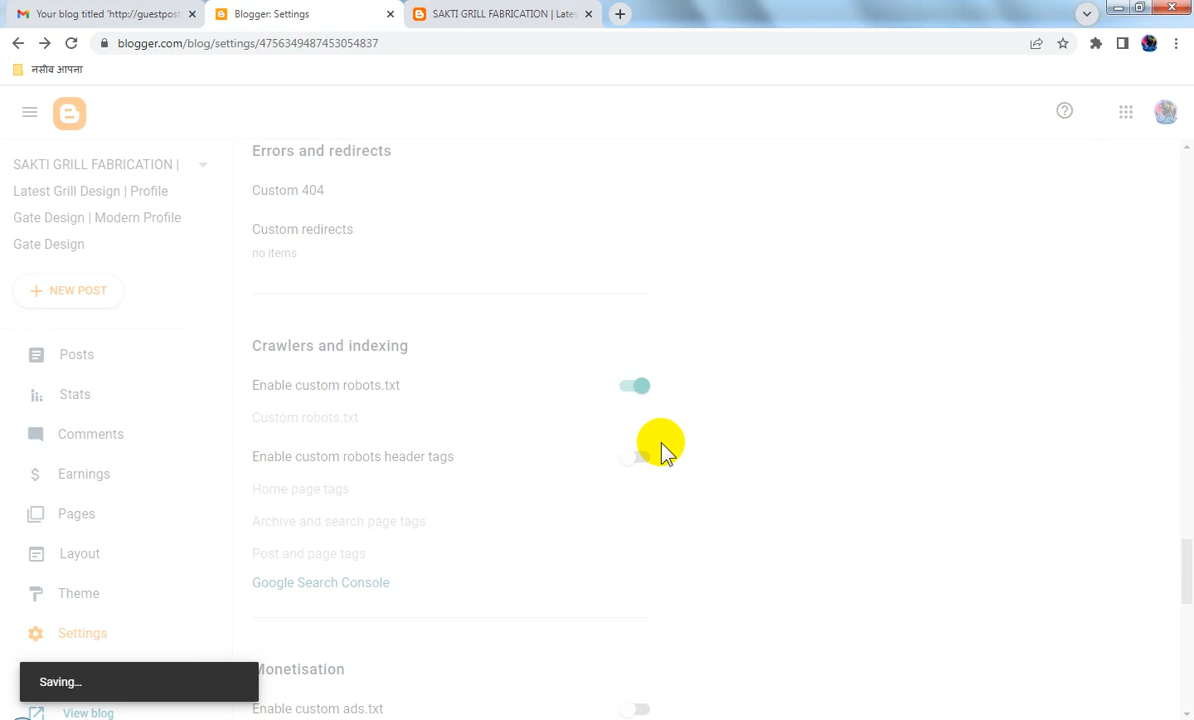 Your blog titled 'http://guestpos
Blogger: Settings
SAKTI GRILL FABRICATION | Lates
blogger.com/blog/settings/4756349487453054837
नसीब आपना
SAKTI GRILL FABRICATION |
Latest Grill Design | Profile
Gate Design | Modern Profile
Gate Design
NEW POST
Posts
Stats
Comments
Earnings
Pages
Layout
Theme
Settings
View blog
Saving...
Errors and redirects
Custom 404
Custom redirects
no items
Crawlers and indexing
Enable custom robots.txt
Custom robots.txt
Enable custom robots header tags
Home page tags
Archive and search page tags
Post and page tags
Google Search Console
Monetisation
Enable custom ads.txt